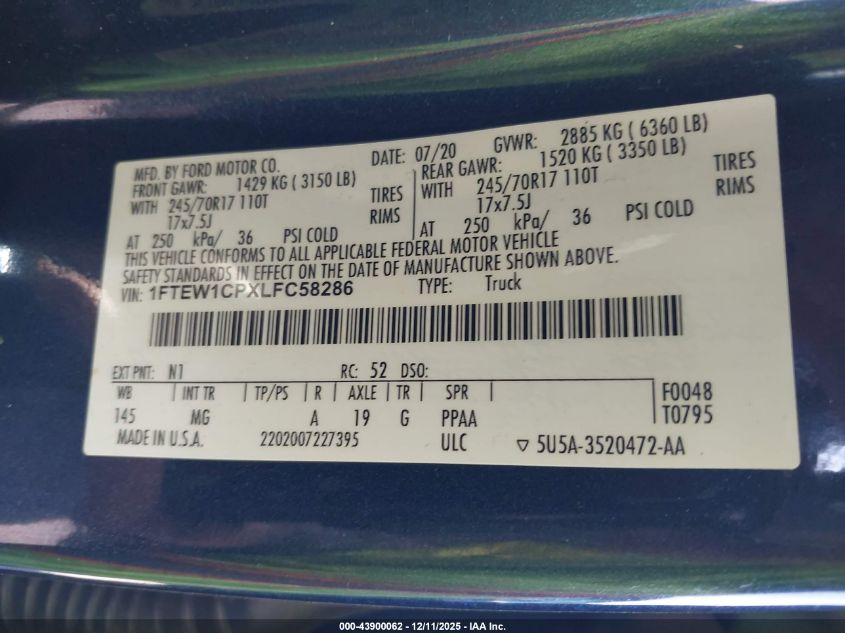 MFD. BY FORD MOTOR CO. DATE: 07/20 GVWR: 2885 KG ( 6360 LB)
FRONT GAWR: 1429 KG ( 3150 LB) REAR GAWR: 1520 KG ( 3350 LB)
WITH 245/70R17 110T TIRES WITH 245/70R17 110T TIRES
17x7.5J RIMS 17x7.5J RIMS
AT 250 kPa/ 36 PSI COLD AT 250 kPa/ 36 PSI COLD
THIS VEHICLE CONFORMS TO ALL APPLICABLE FEDERAL MOTOR VEHICLE
SAFETY STANDARDS IN EFFECT ON THE DATE OF MANUFACTURE SHOWN ABOVE.
VIN: 1FTEW1CPXLFC58286 TYPE: Truck
EXT PNT: N1 RC: 52 DSO:
WB INT TR TP/PS R AXLE TR SPR F0048
145 MG A 19 G PPAA T0795
MADE IN U.S.A. 2202007227395 ULC ▽ 5U5A-3520472-AA
000-43900062 - 12/11/2025 - IAA Inc.